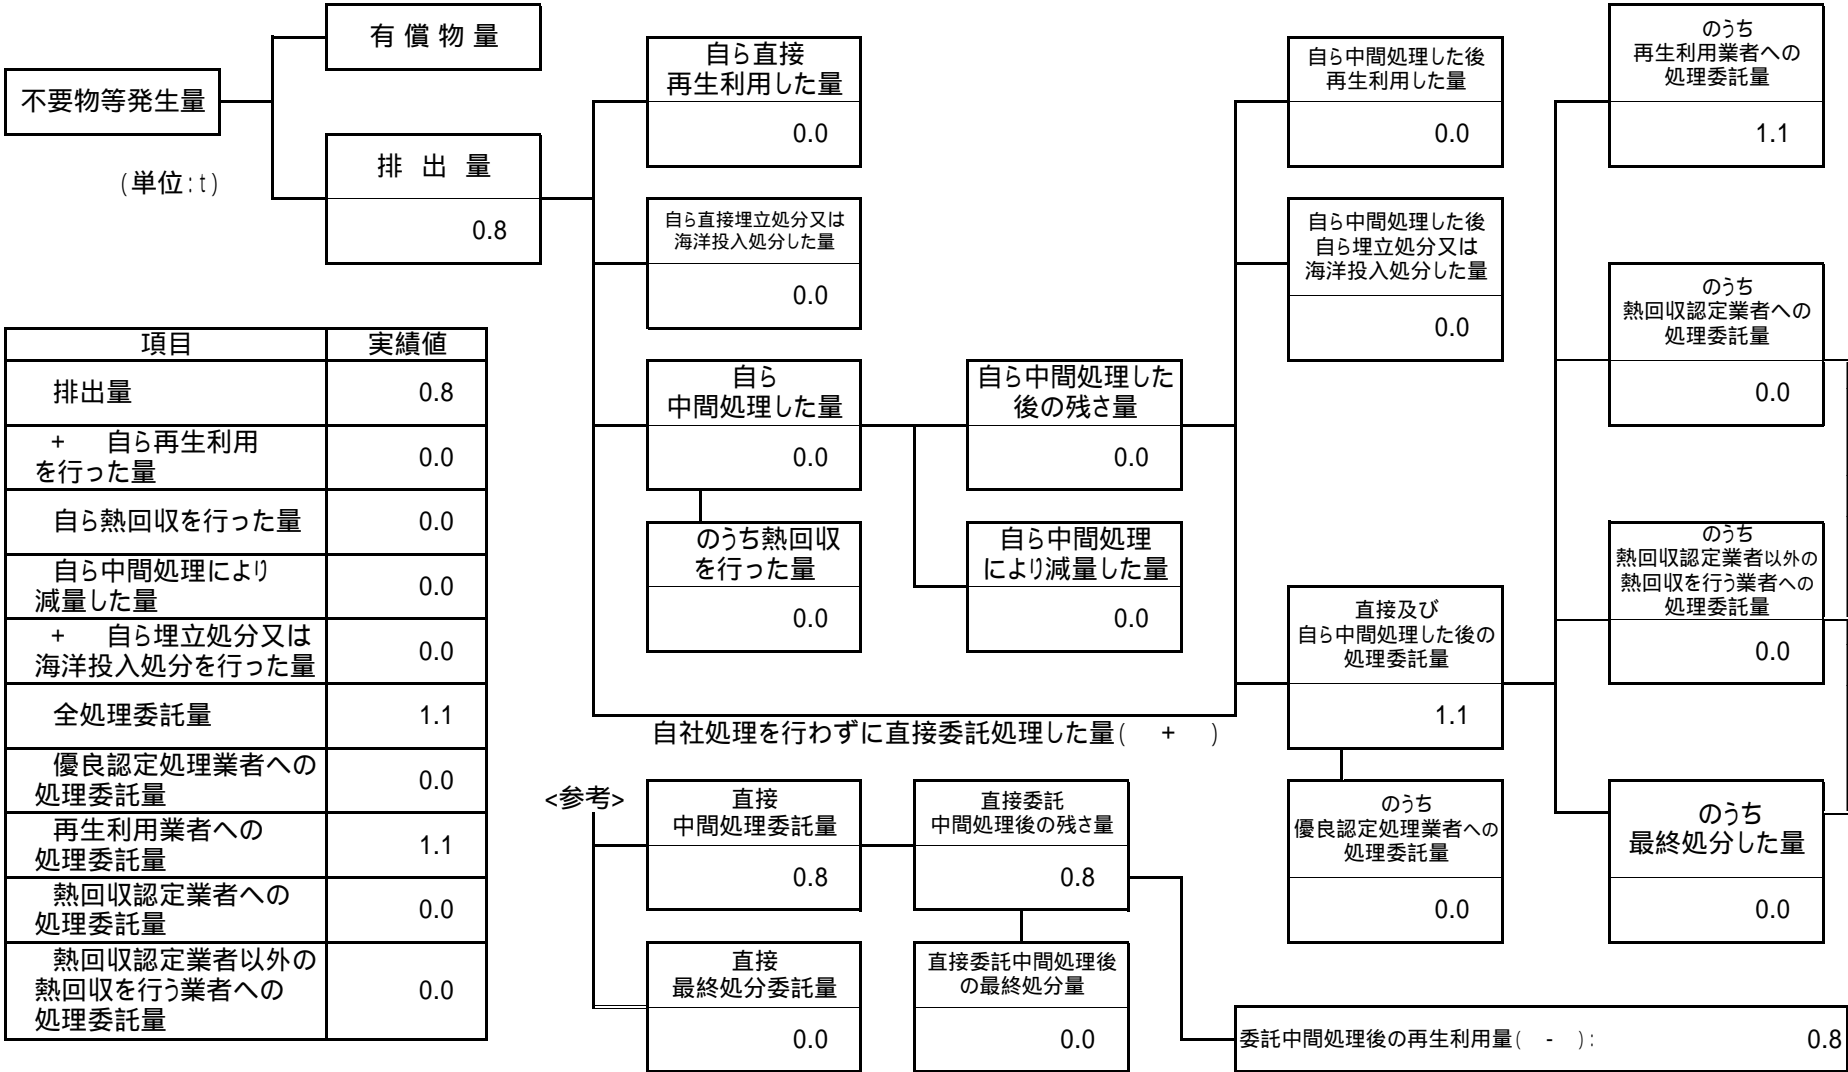 不要物等発生量
(単位:t)
有 償 物 量
排 出 量
0.8
自ら直接
再生利用した量
0.0
自ら直接埋立処分又は
海洋投入処分した量
0.0
自ら
中間処理した量
0.0
のうち熱回収
を行った量
0.0
自ら中間処理した
後の残さ量
0.0
自ら中間処理
により減量した量
0.0
自ら中間処理した後
再生利用した量
0.0
自ら中間処理した後
自ら埋立処分又は
海洋投入処分した量
0.0
直接及び
自ら中間処理した後の
処理委託量
1.1
のうち
優良認定処理業者への
処理委託量
0.0
のうち
再生利用業者への
処理委託量
1.1
のうち
熱回収認定業者への
処理委託量
0.0
のうち
熱回収認定業者以外の
熱回収を行う業者への
処理委託量
0.0
のうち
最終処分した量
0.0
自社処理を行わずに直接委託処理した量( + )
項目 実績値
排出量 0.8
+ 自ら再生利用
を行った量 0.0
自ら熱回収を行った量 0.0
自ら中間処理により
減量した量 0.0
+ 自ら埋立処分又は
海洋投入処分を行った量 0.0
全処理委託量 1.1
優良認定処理業者への
処理委託量 0.0
再生利用業者への
処理委託量 1.1
熱回収認定業者への
処理委託量 0.0
熱回収認定業者以外の
熱回収を行う業者への
処理委託量 0.0
<参考>
直接
中間処理委託量
0.8
直接委託
中間処理後の残さ量
0.8
直接
最終処分委託量
0.0
直接委託中間処理後
の最終処分量
0.0
委託中間処理後の再生利用量( - ): 0.8